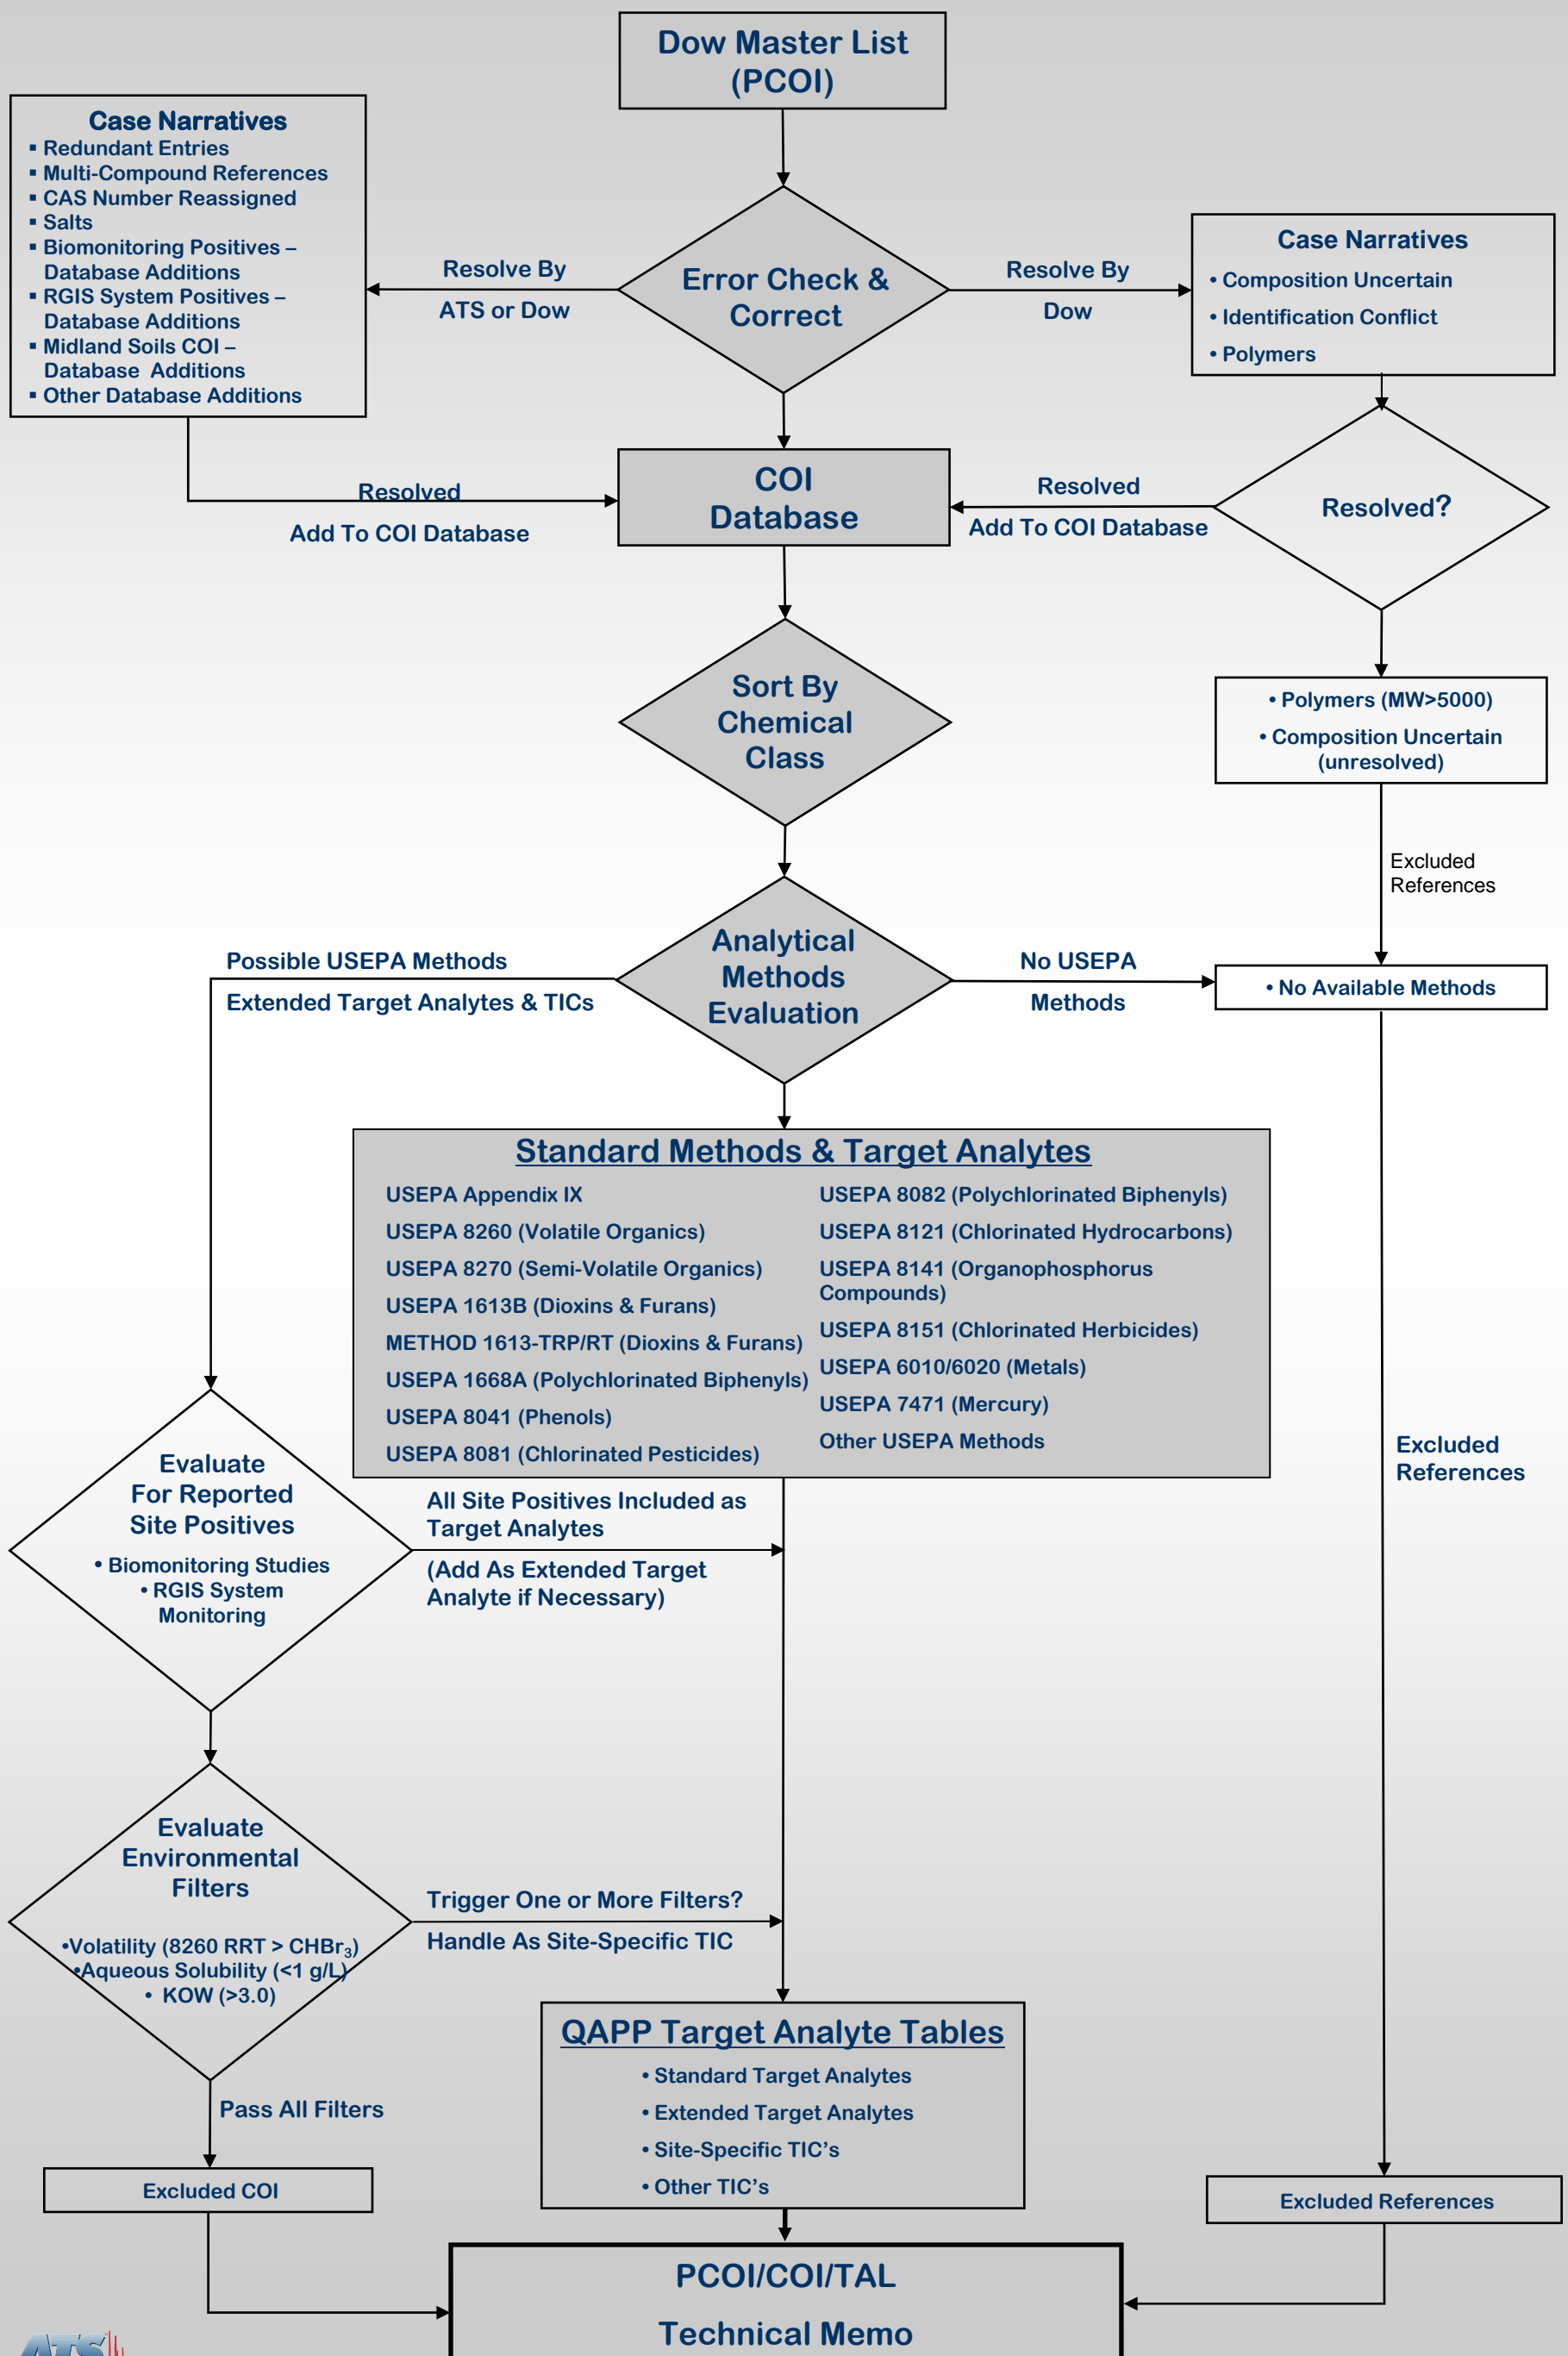 Dow Master List
(PCOI)
Case Narratives
▪ Redundant Entries
▪ Multi-Compound References
▪ CAS Number Reassigned
▪ Salts
▪ Biomonitoring Positives –
Database Additions
▪ RGIS System Positives –
Database Additions
▪ Midland Soils COI –
Database Additions
▪ Other Database Additions
Resolve By
ATS or Dow
Error Check &
Correct
Resolve By
Dow
Case Narratives
• Composition Uncertain
• Identification Conflict
• Polymers
Resolved
Add To COI Database
COI
Database
Resolved
Add To COI Database
Resolved?
Sort By
Chemical
Class
• Polymers (MW>5000)
• Composition Uncertain
(unresolved)
Excluded
References
Possible USEPA Methods
Extended Target Analytes & TICs
Analytical
Methods
Evaluation
No USEPA
Methods
• No Available Methods
Standard Methods & Target Analytes
USEPA Appendix IX
USEPA 8260 (Volatile Organics)
USEPA 8270 (Semi-Volatile Organics)
USEPA 1613B (Dioxins & Furans)
METHOD 1613-TRP/RT (Dioxins & Furans)
USEPA 1668A (Polychlorinated Biphenyls)
USEPA 8041 (Phenols)
USEPA 8081 (Chlorinated Pesticides)
USEPA 8082 (Polychlorinated Biphenyls)
USEPA 8121 (Chlorinated Hydrocarbons)
USEPA 8141 (Organophosphorus
Compounds)
USEPA 8151 (Chlorinated Herbicides)
USEPA 6010/6020 (Metals)
USEPA 7471 (Mercury)
Other USEPA Methods
Excluded
References
Evaluate
For Reported
Site Positives
• Biomonitoring Studies
• RGIS System
Monitoring
All Site Positives Included as
Target Analytes
(Add As Extended Target
Analyte if Necessary)
Evaluate
Environmental
Filters
•Volatility (8260 RRT > CHBr₃)
•Aqueous Solubility (<1 g/L)
• KOW (>3.0)
Trigger One or More Filters?
Handle As Site-Specific TIC
Pass All Filters
QAPP Target Analyte Tables
• Standard Target Analytes
• Extended Target Analytes
• Site-Specific TIC's
• Other TIC's
Excluded COI
Excluded References
PCOI/COI/TAL
Technical Memo
ATS